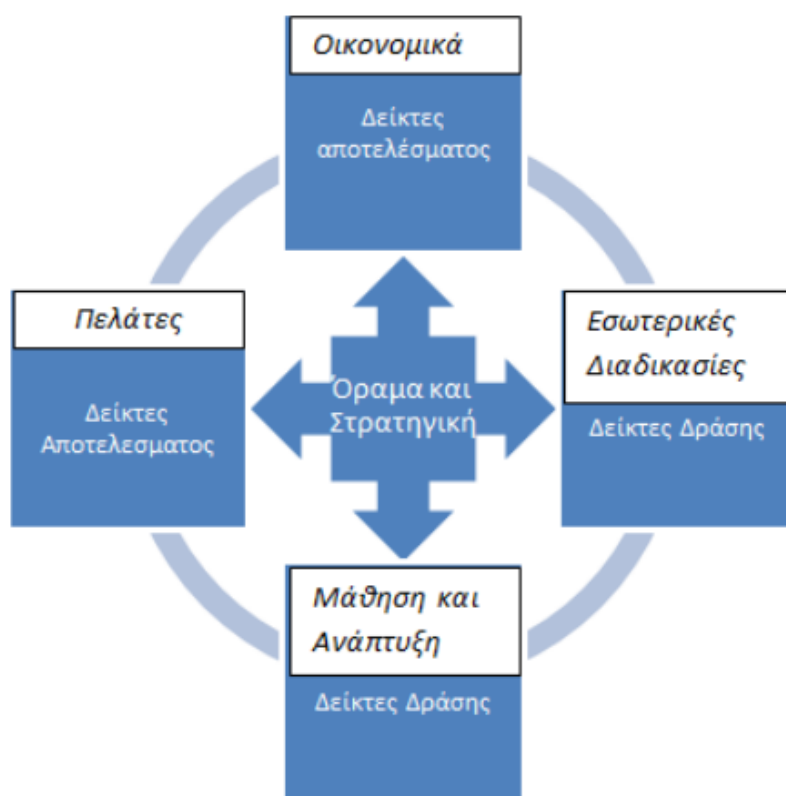 Οικονομικά
Δείκτες
αποτελέσματος
Πελάτες
Δείκτες
Αποτελεσματος
Όραμα και
Στρατηγική
Εσωτερικές
Διαδικασίες
Δείκτες Δράσης
Μάθηση και
Ανάπτυξη
Δείκτες Δράσης